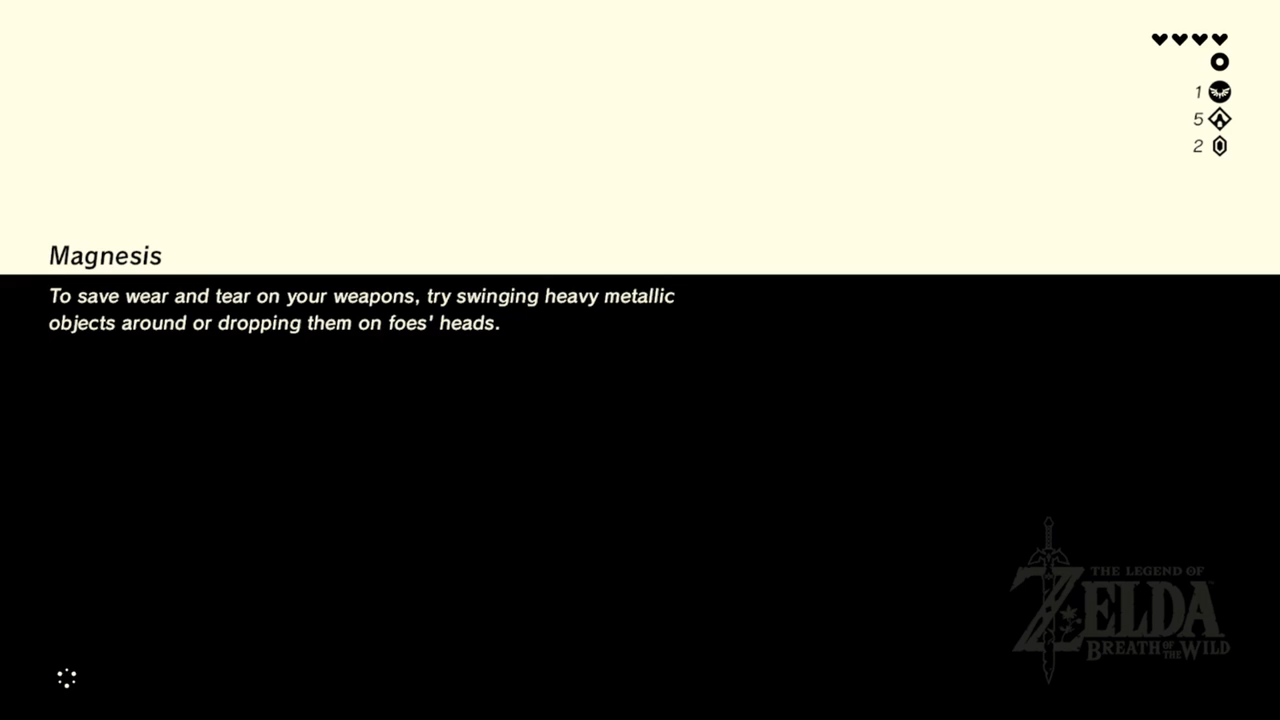 1
5
2
Magnesis
To save wear and tear on your weapons, try swinging heavy metallic
objects around or dropping them on foes' heads.
THE LEGEND OF
ZELDA
BREATH OF THE WILD